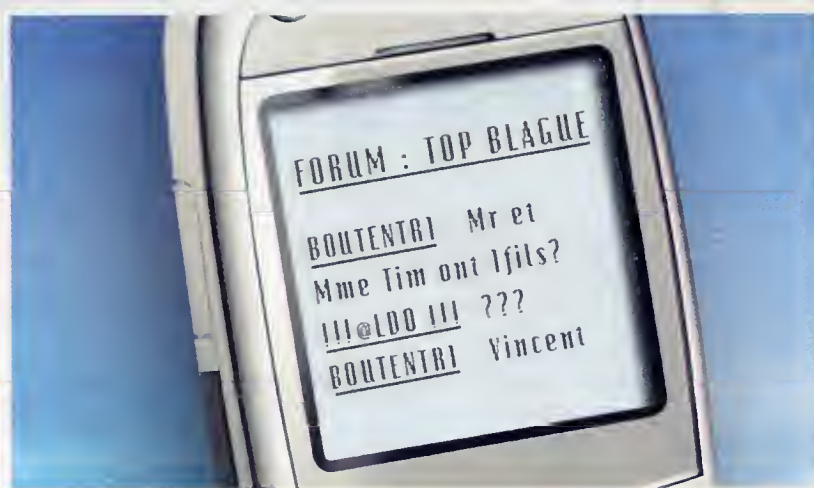 FORUM : TOP BLAGUE
BOUTENTRI Mr et
Mme Tim ont 1fils?
!!!@LDO !!! ???
BOUTENTRI Vincent